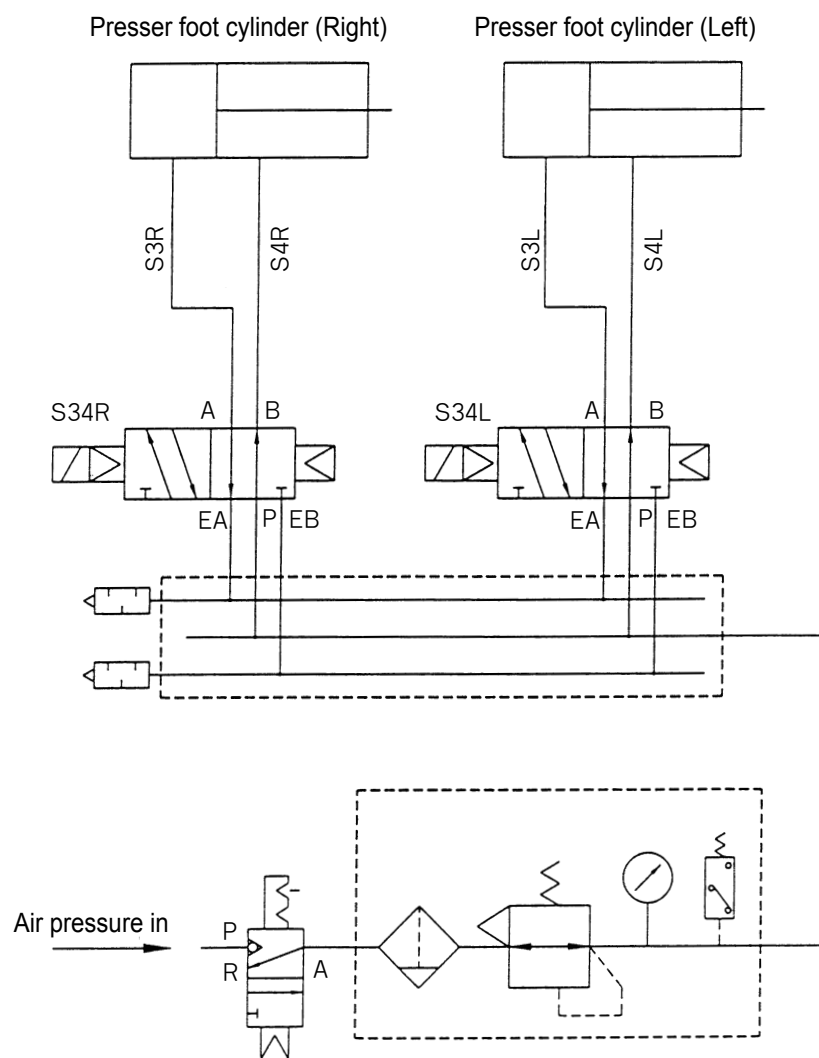 Presser foot cylinder (Right)
Presser foot cylinder (Left)
S3R
S4R
S3L
S4L
S34R
A
B
S34L
A
B
EA
P
EB
EA
P
EB
Air pressure in
P
R
A